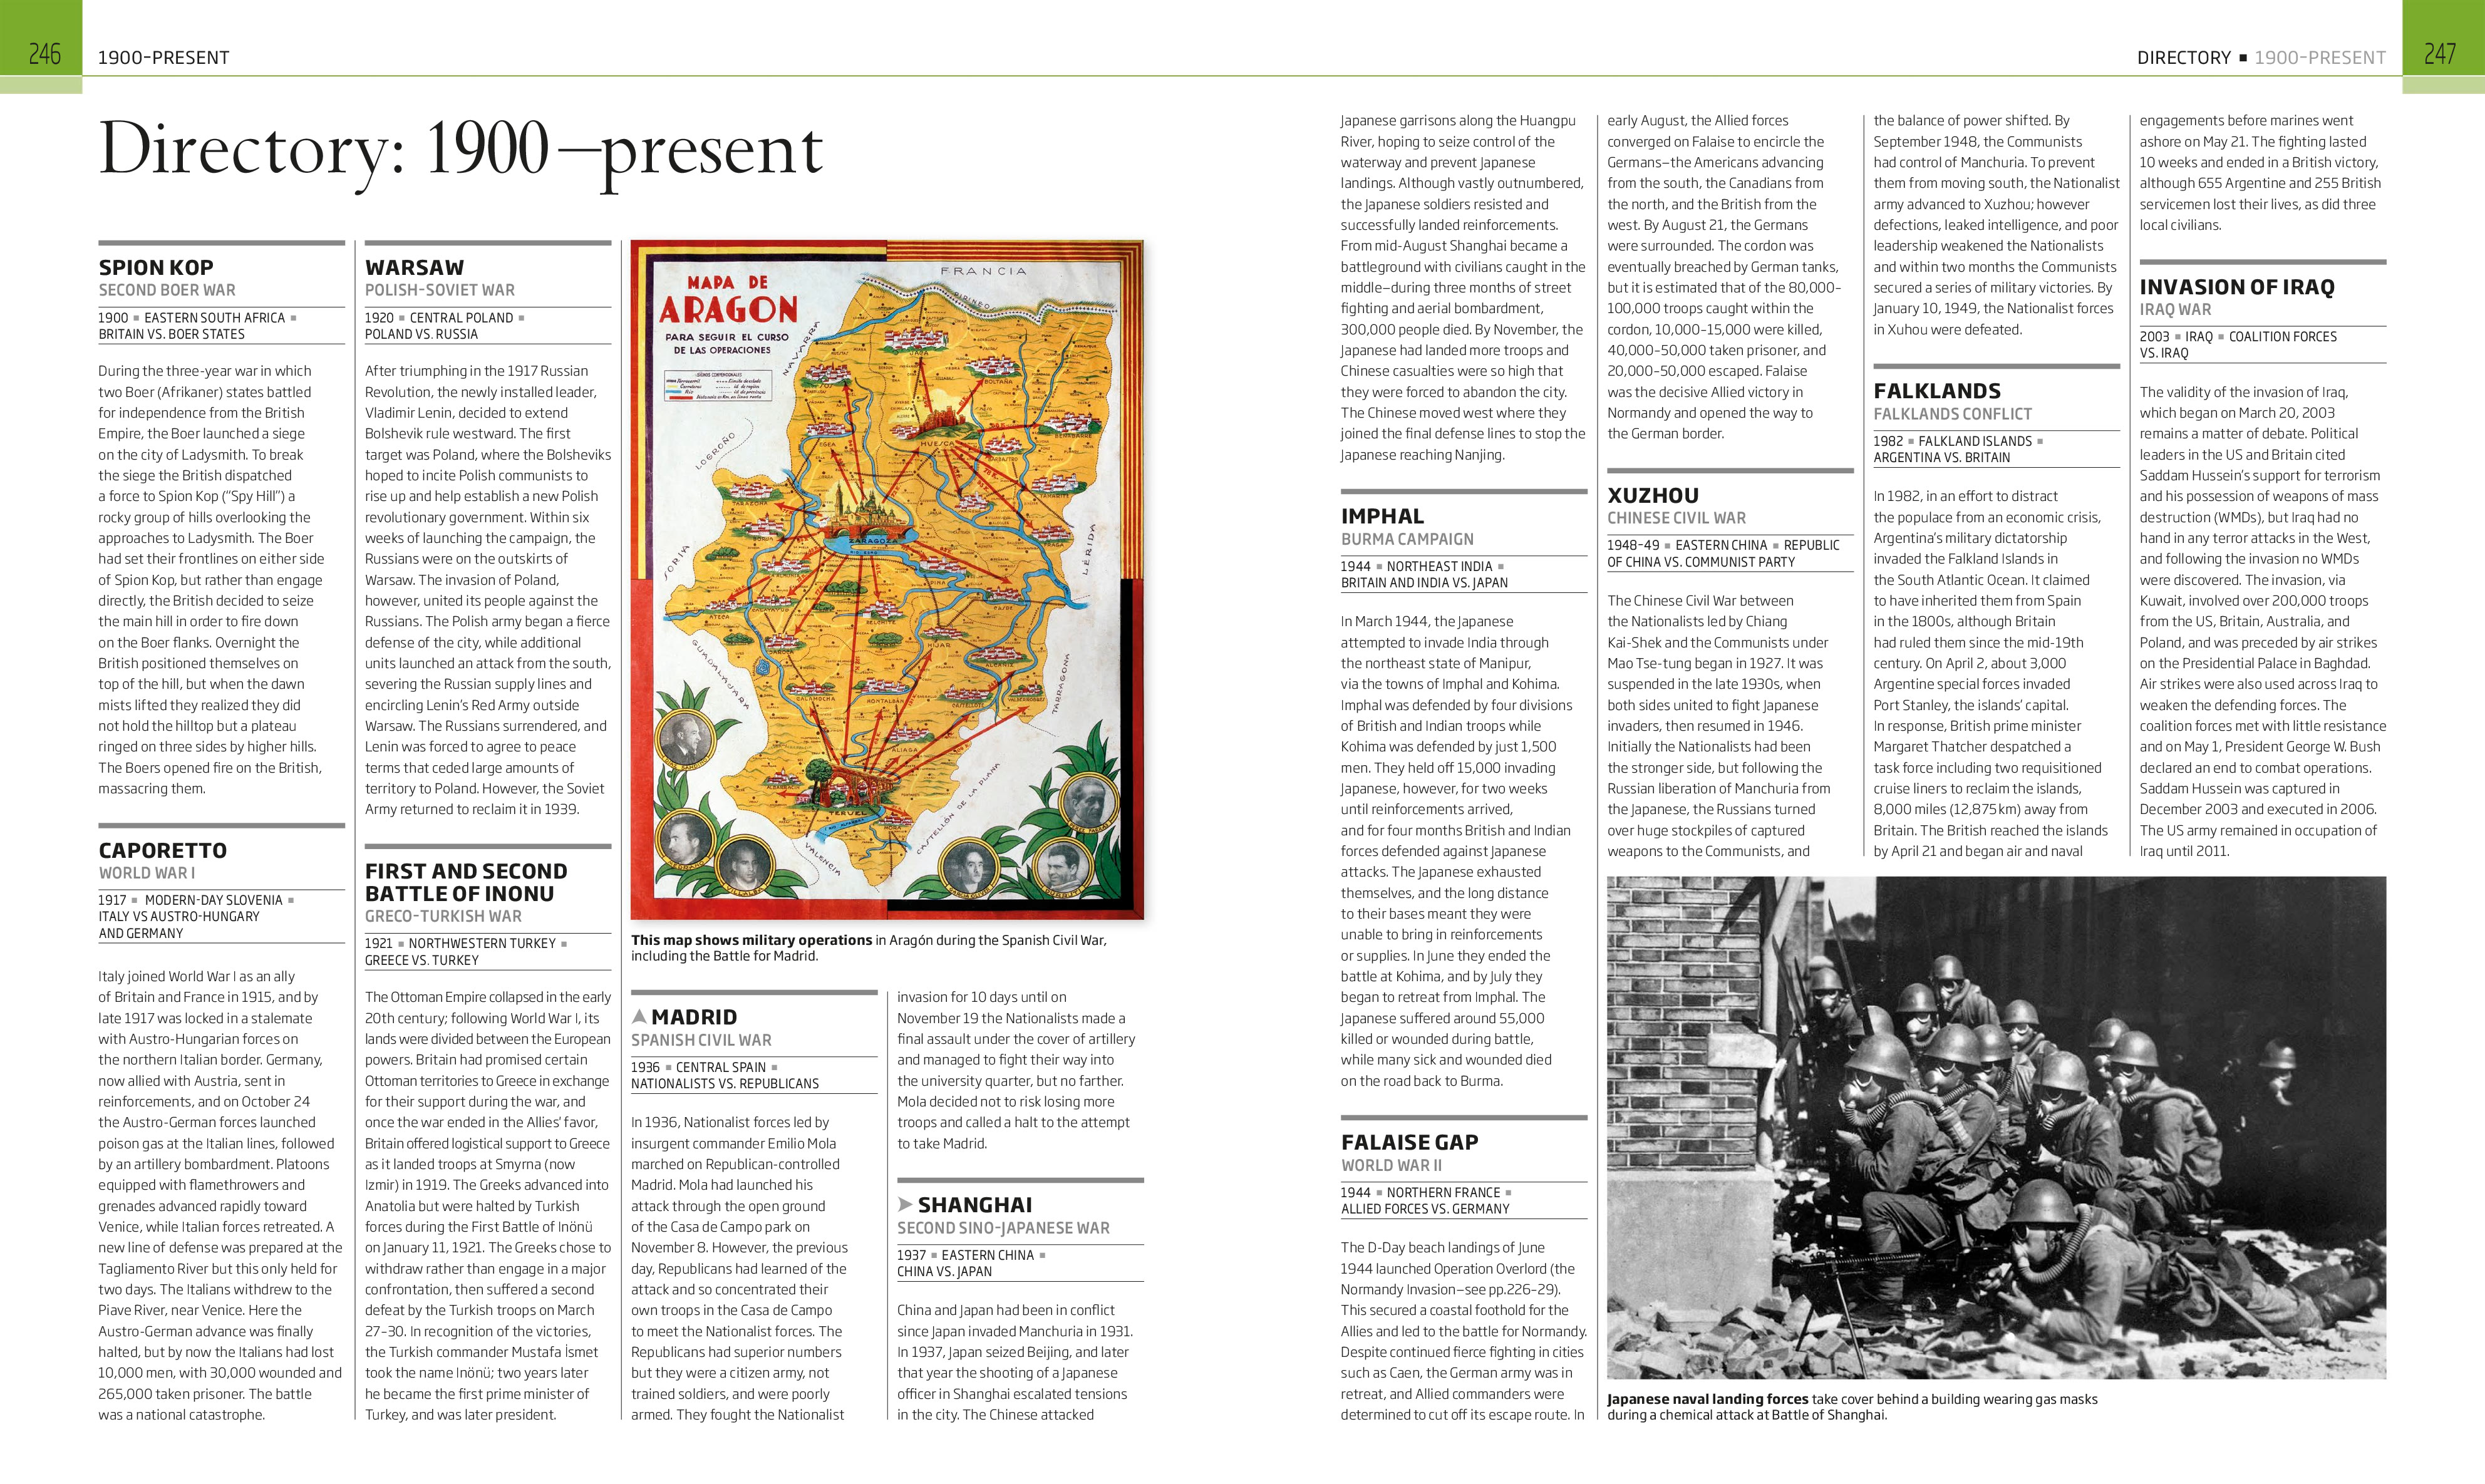 246
1900–PRESENT
DIRECTORY ■ 1900–PRESENT
247
Directory: 1900–present
SPION KOP
SECOND BOER WAR
1900 ■ EASTERN SOUTH AFRICA ■
BRITAIN VS. BOER STATES
During the three-year war in which
two Boer (Afrikaner) states battled
for independence from the British
Empire, the Boer launched a siege
on the city of Ladysmith. To break
the siege the British dispatched
a force to Spion Kop (“Spy Hill”) a
rocky group of hills overlooking the
approaches to Ladysmith. The Boer
had set their frontlines on either side
of Spion Kop, but rather than engage
directly, the British decided to seize
the main hill in order to fire down
on the Boer flanks. Overnight the
British positioned themselves on
top of the hill, but when the dawn
mists lifted they realized they did
not hold the hilltop but a plateau
ringed on three sides by higher hills.
The Boers opened fire on the British,
massacring them.
CAPORETTO
WORLD WAR I
1917 ■ MODERN-DAY SLOVENIA ■
ITALY VS AUSTRO-HUNGARY
AND GERMANY
Italy joined World War I as an ally
of Britain and France in 1915, and by
late 1917 was locked in a stalemate
with Austro-Hungarian forces on
the northern Italian border. Germany,
now allied with Austria, sent in
reinforcements, and on October 24
the Austro-German forces launched
poison gas at the Italian lines, followed
by an artillery bombardment. Platoons
equipped with flamethrowers and
grenades advanced rapidly toward
Venice, while Italian forces retreated. A
new line of defense was prepared at the
Tagliamento River but this only held for
two days. The Italians withdrew to the
Piave River, near Venice. Here the
Austro-German advance was finally
halted, but by now the Italians had lost
10,000 men, with 30,000 wounded and
265,000 taken prisoner. The battle
was a national catastrophe.
WARSAW
POLISH-SOVIET WAR
1920 ■ CENTRAL POLAND ■
POLAND VS. RUSSIA
After triumphing in the 1917 Russian
Revolution, the newly installed leader,
Vladimir Lenin, decided to extend
Bolshevik rule westward. The first
target was Poland, where the Bolsheviks
hoped to incite Polish communists to
rise up and help establish a new Polish
revolutionary government. Within six
weeks of launching the campaign, the
Russians were on the outskirts of
Warsaw. The invasion of Poland,
however, united its people against the
Russians. The Polish army began a fierce
defense of the city, while additional
units launched an attack from the south,
severing the Russian supply lines and
encircling Lenin’s Red Army outside
Warsaw. The Russians surrendered, and
Lenin was forced to agree to peace
terms that ceded large amounts of
territory to Poland. However, the Soviet
Army returned to reclaim it in 1939.
FIRST AND SECOND
BATTLE OF INONU
GRECO-TURKISH WAR
1921 ■ NORTHWESTERN TURKEY ■
GREECE VS. TURKEY
The Ottoman Empire collapsed in the early
20th century; following World War I, its
lands were divided between the European
powers. Britain had promised certain
Ottoman territories to Greece in exchange
for their support during the war, and
once the war ended in the Allies’ favor,
Britain offered logistical support to Greece
as it landed troops at Smyrna (now
Izmir) in 1919. The Greeks advanced into
Anatolia but were halted by Turkish
forces during the First Battle of Inönü
on January 11, 1921. The Greeks chose to
withdraw rather than engage in a major
confrontation, then suffered a second
defeat by the Turkish troops on March
27–30. In recognition of the victories,
the Turkish commander Mustafa İsmet
took the name Inönü; two years later
he became the first prime minister of
Turkey, and was later president.
MAPA DE
ARAGON
PARA SEGUIR EL CURSO
DE LAS OPERACIONES
FRANCIA
PIRINEO
NAVARRA
LOGROÑO
SORIA
GUADALAJARA
LERIDA
TARRAGONA
CASTELLÓN DE LA PLANA
VALENCIA
JACA
BOLTAÑA
HUESCA
BENABARRE
EGEA
TARAZONA
ZARAGOZA
BELCHITE
ATECA
HIJAR
ALCAÑIZ
MONTALBÁN
ALIAGA
TERUEL
This map shows military operations in Aragón during the Spanish Civil War,
including the Battle for Madrid.
MADRID
SPANISH CIVIL WAR
1936 ■ CENTRAL SPAIN ■
NATIONALISTS VS. REPUBLICANS
In 1936, Nationalist forces led by
insurgent commander Emilio Mola
marched on Republican-controlled
Madrid. Mola had launched his
attack through the open ground
of the Casa de Campo park on
November 8. However, the previous
day, Republicans had learned of the
attack and so concentrated their
own troops in the Casa de Campo
to meet the Nationalist forces. The
Republicans had superior numbers
but they were a citizen army, not
trained soldiers, and were poorly
armed. They fought the Nationalist
invasion for 10 days until on
November 19 the Nationalists made a
final assault under the cover of artillery
and managed to fight their way into
the university quarter, but no farther.
Mola decided not to risk losing more
troops and called a halt to the attempt
to take Madrid.
SHANGHAI
SECOND SINO-JAPANESE WAR
1937 ■ EASTERN CHINA ■
CHINA VS. JAPAN
China and Japan had been in conflict
since Japan invaded Manchuria in 1931.
In 1937, Japan seized Beijing, and later
that year the shooting of a Japanese
officer in Shanghai escalated tensions
in the city. The Chinese attacked
Japanese garrisons along the Huangpu
River, hoping to seize control of the
waterway and prevent Japanese
landings. Although vastly outnumbered,
the Japanese soldiers resisted and
successfully landed reinforcements.
From mid-August Shanghai became a
battleground with civilians caught in the
middle—during three months of street
fighting and aerial bombardment,
300,000 people died. By November, the
Japanese had landed more troops and
Chinese casualties were so high that
they were forced to abandon the city.
The Chinese moved west where they
joined the final defense lines to stop the
Japanese reaching Nanjing.
IMPHAL
BURMA CAMPAIGN
1944 ■ NORTHEAST INDIA ■
BRITAIN AND INDIA VS. JAPAN
In March 1944, the Japanese
attempted to invade India through
the northeast state of Manipur,
via the towns of Imphal and Kohima.
Imphal was defended by four divisions
of British and Indian troops while
Kohima was defended by just 1,500
men. They held off 15,000 invading
Japanese, however, for two weeks
until reinforcements arrived,
and for four months British and Indian
forces defended against Japanese
attacks. The Japanese exhausted
themselves, and the long distance
to their bases meant they were
unable to bring in reinforcements
or supplies. In June they ended the
battle at Kohima, and by July they
began to retreat from Imphal. The
Japanese suffered around 55,000
killed or wounded during battle,
while many sick and wounded died
on the road back to Burma.
FALAISE GAP
WORLD WAR II
1944 ■ NORTHERN FRANCE ■
ALLIED FORCES VS. GERMANY
The D-Day beach landings of June
1944 launched Operation Overlord (the
Normandy Invasion—see pp.226–29).
This secured a coastal foothold for the
Allies and led to the battle for Normandy.
Despite continued fierce fighting in cities
such as Caen, the German army was in
retreat, and Allied commanders were
determined to cut off its escape route. In
early August, the Allied forces
converged on Falaise to encircle the
Germans—the Americans advancing
from the south, the Canadians from
the north, and the British from the
west. By August 21, the Germans
were surrounded. The cordon was
eventually breached by German tanks,
but it is estimated that of the 80,000–
100,000 troops caught within the
cordon, 10,000–15,000 were killed,
40,000–50,000 taken prisoner, and
20,000–50,000 escaped. Falaise
was the decisive Allied victory in
Normandy and opened the way to
the German border.
XUZHOU
CHINESE CIVIL WAR
1948–49 ■ EASTERN CHINA ■ REPUBLIC
OF CHINA VS. COMMUNIST PARTY
The Chinese Civil War between
the Nationalists led by Chiang
Kai-Shek and the Communists under
Mao Tse-tung began in 1927. It was
suspended in the late 1930s, when
both sides united to fight Japanese
invaders, then resumed in 1946.
Initially the Nationalists had been
the stronger side, but following the
Russian liberation of Manchuria from
the Japanese, the Russians turned
over huge stockpiles of captured
weapons to the Communists, and
the balance of power shifted. By
September 1948, the Communists
had control of Manchuria. To prevent
them from moving south, the Nationalist
army advanced to Xuzhou; however
defections, leaked intelligence, and poor
leadership weakened the Nationalists
and within two months the Communists
secured a series of military victories. By
January 10, 1949, the Nationalist forces
in Xuhou were defeated.
FALKLANDS
FALKLANDS CONFLICT
1982 ■ FALKLAND ISLANDS ■
ARGENTINA VS. BRITAIN
In 1982, in an effort to distract
the populace from an economic crisis,
Argentina’s military dictatorship
invaded the Falkland Islands in
the South Atlantic Ocean. It claimed
to have inherited them from Spain
in the 1800s, although Britain
had ruled them since the mid-19th
century. On April 2, about 3,000
Argentine special forces invaded
Port Stanley, the islands’ capital.
In response, British prime minister
Margaret Thatcher despatched a
task force including two requisitioned
cruise liners to reclaim the islands,
8,000 miles (12,875 km) away from
Britain. The British reached the islands
by April 21 and began air and naval
engagements before marines went
ashore on May 21. The fighting lasted
10 weeks and ended in a British victory,
although 655 Argentine and 255 British
servicemen lost their lives, as did three
local civilians.
INVASION OF IRAQ
IRAQ WAR
2003 ■ IRAQ ■ COALITION FORCES
VS. IRAQ
The validity of the invasion of Iraq,
which began on March 20, 2003
remains a matter of debate. Political
leaders in the US and Britain cited
Saddam Hussein’s support for terrorism
and his possession of weapons of mass
destruction (WMDs), but Iraq had no
hand in any terror attacks in the West,
and following the invasion no WMDs
were discovered. The invasion, via
Kuwait, involved over 200,000 troops
from the US, Britain, Australia, and
Poland, and was preceded by air strikes
on the Presidential Palace in Baghdad.
Air strikes were also used across Iraq to
weaken the defending forces. The
coalition forces met with little resistance
and on May 1, President George W. Bush
declared an end to combat operations.
Saddam Hussein was captured in
December 2003 and executed in 2006.
The US army remained in occupation of
Iraq until 2011.
Japanese naval landing forces take cover behind a building wearing gas masks
during a chemical attack at Battle of Shanghai.